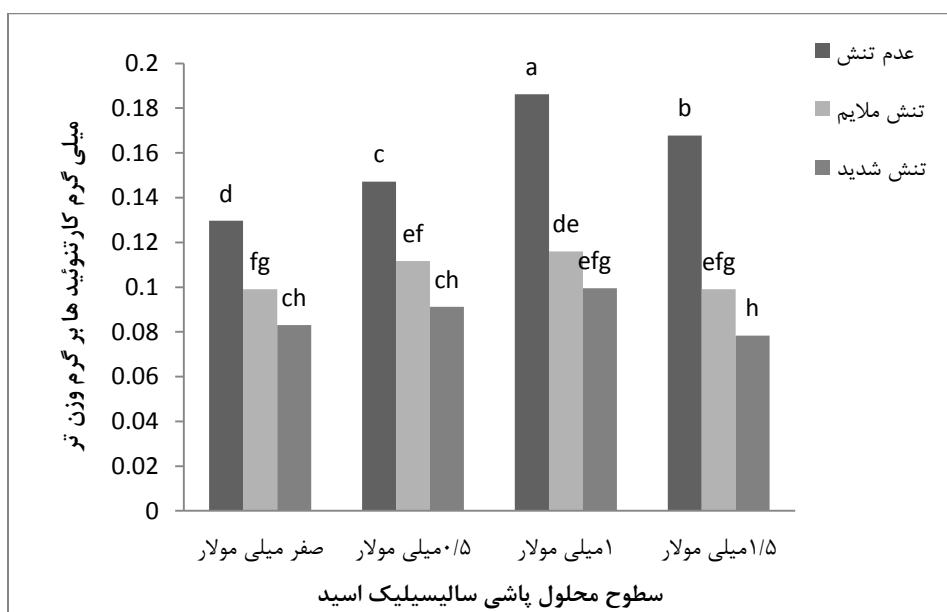 عدم تنش
تنش ملایم
تنش شدید
میلی گرم کارتنوئید ها بر گرم وزن تر
0.2
0.18
0.16
0.14
0.12
0.1
0.08
0.06
0.04
0.02
0
d
fg
ch
c
ef
ch
a
de
efg
b
efg
h
صفر میلی مولار
۰/۵میلی مولار
۱میلی مولار
۱/۵میلی مولار
سطوح محلول پاشی سالیسیلیک اسید